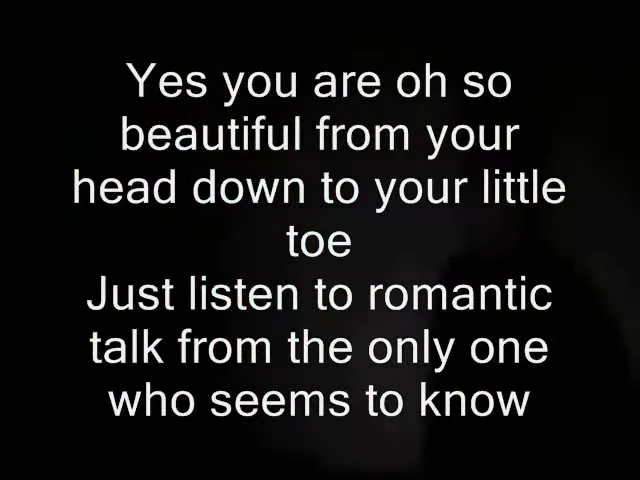 Yes you are oh so
beautiful from your
head down to your little
toe
Just listen to romantic
talk from the only one
who seems to know